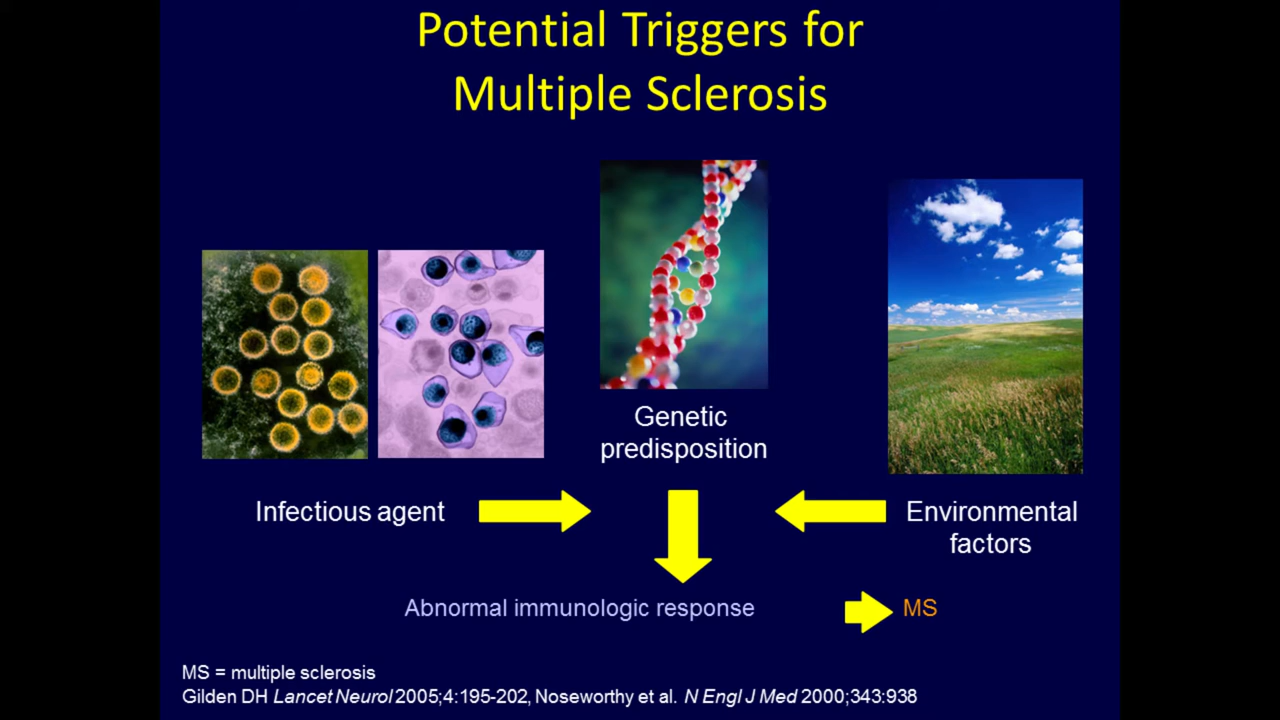 Potential Triggers for
Multiple Sclerosis
Genetic
predisposition
Infectious agent
Environmental
factors
Abnormal immunologic response
MS
MS = multiple sclerosis
Gilden DH Lancet Neurol 2005;4:195-202, Noseworthy et al. N Engl J Med 2000;343:938